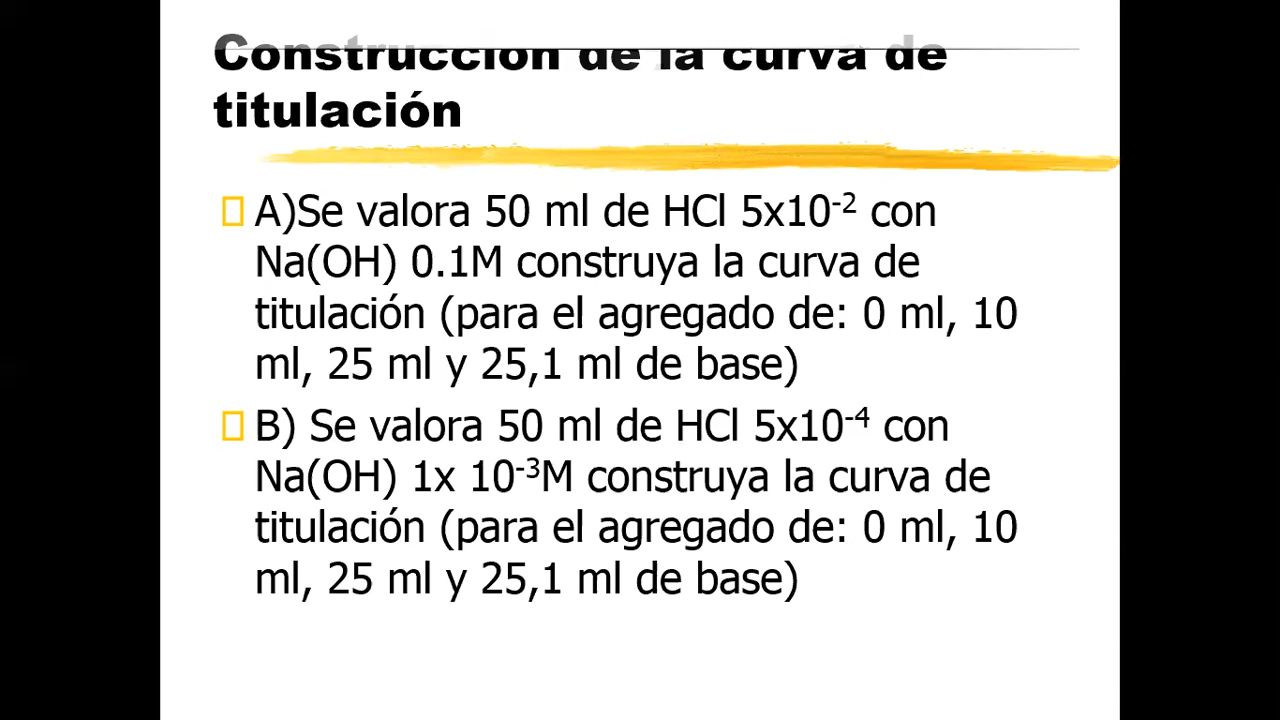 Construcción de la curva de
titulación
A)Se valora 50 ml de HCl 5x10⁻² con
Na(OH) 0.1M construya la curva de
titulación (para el agregado de: 0 ml, 10
ml, 25 ml y 25,1 ml de base)
B) Se valora 50 ml de HCl 5x10⁻⁴ con
Na(OH) 1x 10⁻³M construya la curva de
titulación (para el agregado de: 0 ml, 10
ml, 25 ml y 25,1 ml de base)